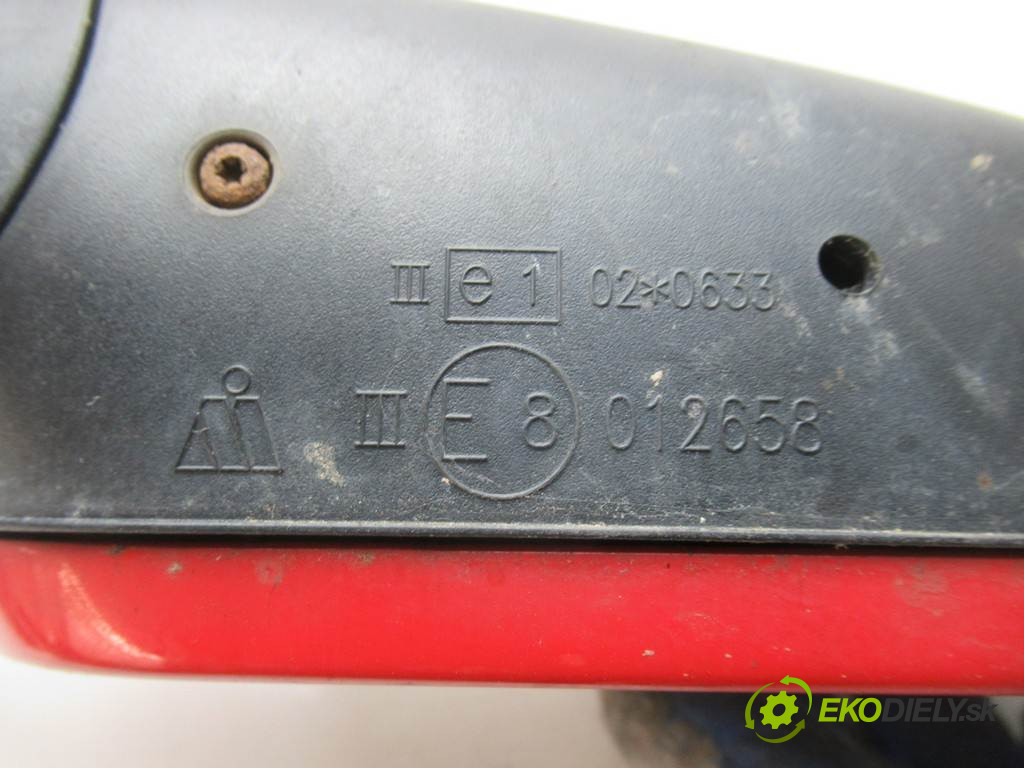 III e 1 02*0633
III E 8 012658
EKODIELY.sk